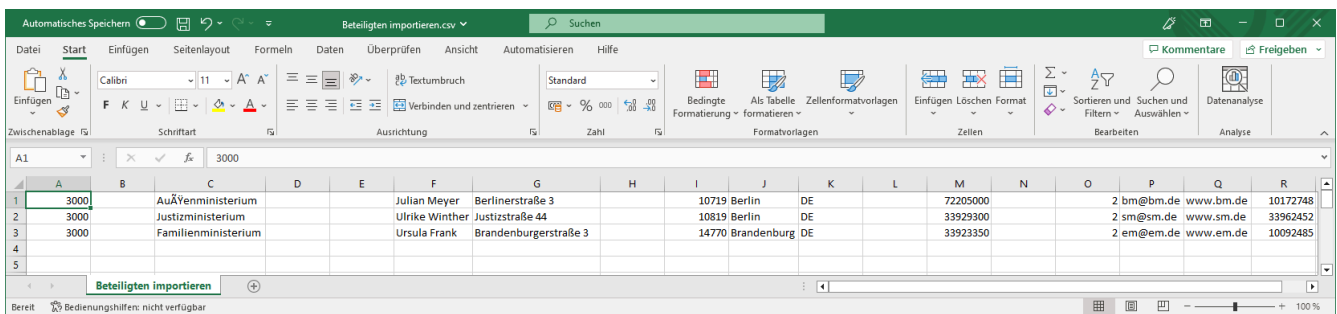 Automatisches Speichern Beteiligten importieren.csv Suchen
Datei Start Einfügen Seitenlayout Formeln Daten Überprüfen Ansicht Automatisieren Hilfe Kommentare Freigeben
Calibri 11 A^ Aˇ Textumbruch Standard
Einfügen F K U A Verbinden und zentrieren % 000 Bedingte Als Tabelle Zellenformatvorlagen Einfügen Löschen Format Sortieren und Suchen und Datenanalyse
Formatierung formatieren Filtern Auswählen
Zwischenablage Schriftart Ausrichtung Zahl Formatvorlagen Zellen Bearbeiten Analyse
A1 fx 3000
A B C D E F G H I J K L M N O P Q R
1 3000 AuÃŸenministerium Julian Meyer Berlinerstraße 3 10719 Berlin DE 72205000 2 bm@bm.de www.bm.de 10172748
2 3000 Justizministerium Ulrike Winther Justizstraße 44 10819 Berlin DE 33929300 2 sm@sm.de www.sm.de 33962452
3 3000 Familienministerium Ursula Frank Brandenburgerstraße 3 14770 Brandenburg DE 33923350 2 em@em.de www.em.de 10092485
4
5
Beteiligten importieren
Bereit Bedienungshilfen: nicht verfügbar 100 %